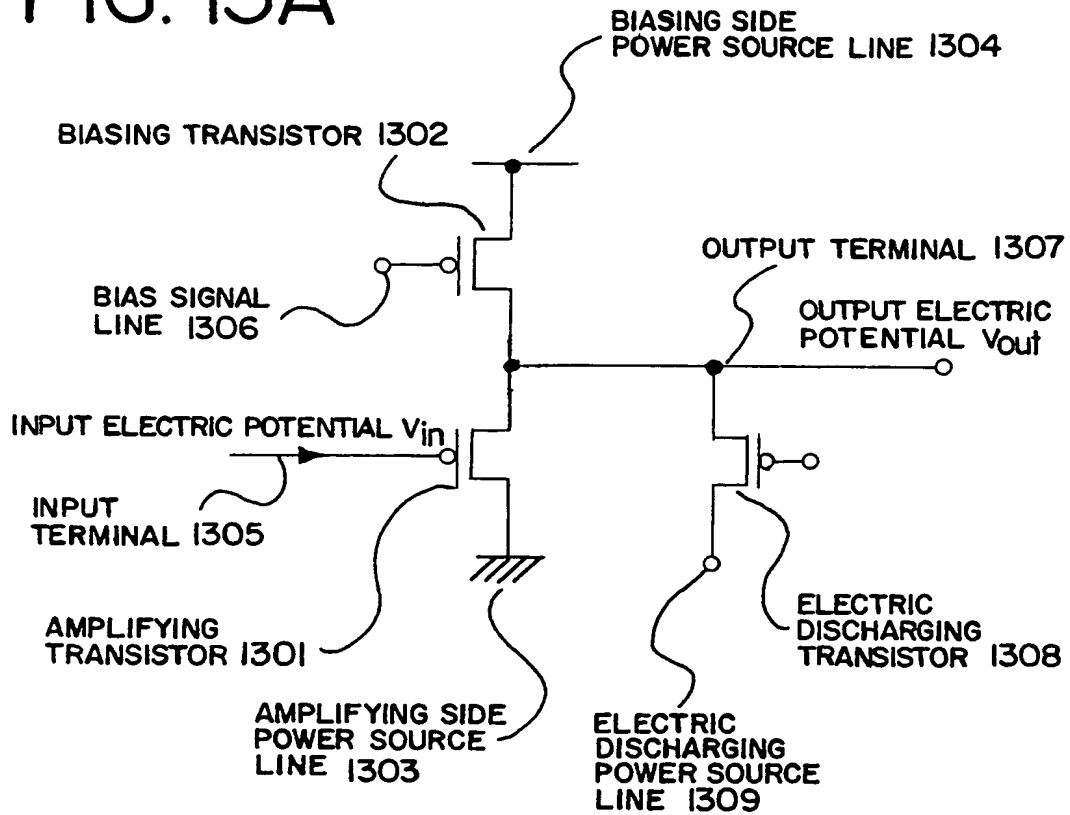 FIG. 13A
BIASING SIDE
POWER SOURCE LINE 1304
BIASING TRANSISTOR 1302
OUTPUT TERMINAL 1307
BIAS SIGNAL
LINE 1306
OUTPUT ELECTRIC
POTENTIAL Vout
INPUT ELECTRIC POTENTIAL Vin
INPUT
TERMINAL 1305
AMPLIFYING
TRANSISTOR 1301
ELECTRIC
DISCHARGING
TRANSISTOR 1308
AMPLIFYING SIDE
POWER SOURCE
LINE 1303
ELECTRIC
DISCHARGING
POWER SOURCE
LINE 1309